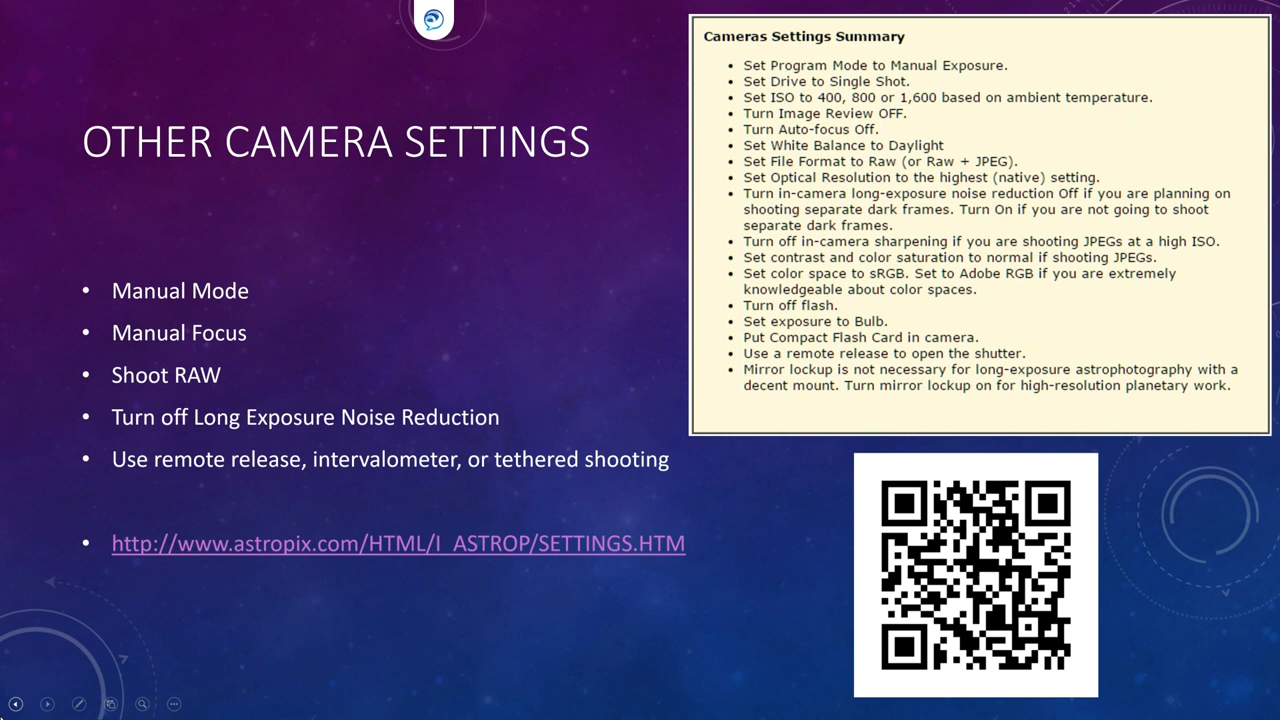 OTHER CAMERA SETTINGS
• Manual Mode
• Manual Focus
• Shoot RAW
• Turn off Long Exposure Noise Reduction
• Use remote release, intervalometer, or tethered shooting
• http://www.astropix.com/HTML/I_ASTROP/SETTINGS.HTM
Cameras Settings Summary
• Set Program Mode to Manual Exposure.
• Set Drive to Single Shot.
• Set ISO to 400, 800 or 1,600 based on ambient temperature.
• Turn Image Review OFF.
• Turn Auto-focus Off.
• Set White Balance to Daylight
• Set File Format to Raw (or Raw + JPEG).
• Set Optical Resolution to the highest (native) setting.
• Turn in-camera long-exposure noise reduction Off if you are planning on
shooting separate dark frames. Turn On if you are not going to shoot
separate dark frames.
• Turn off in-camera sharpening if you are shooting JPEGs at a high ISO.
• Set contrast and color saturation to normal if shooting JPEGs.
• Set color space to sRGB. Set to Adobe RGB if you are extremely
knowledgeable about color spaces.
• Turn off flash.
• Set exposure to Bulb.
• Put Compact Flash Card in camera.
• Use a remote release to open the shutter.
• Mirror lockup is not necessary for long-exposure astrophotography with a
decent mount. Turn mirror lockup on for high-resolution planetary work.